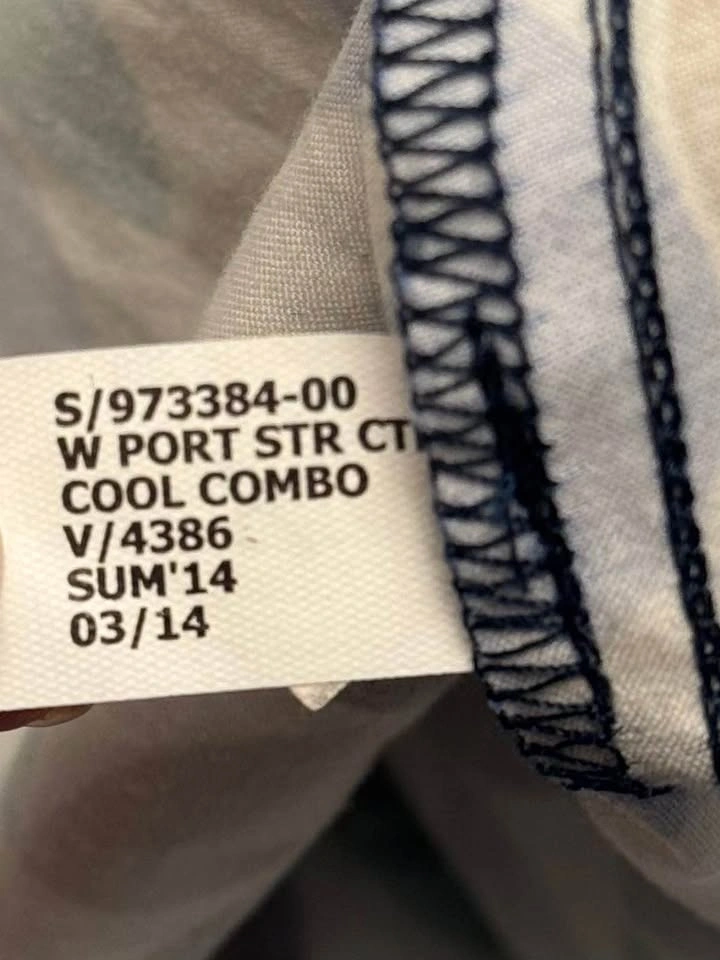 S/973384-00
W PORT STR CT
COOL COMBO
V/4386
SUM'14
03/14